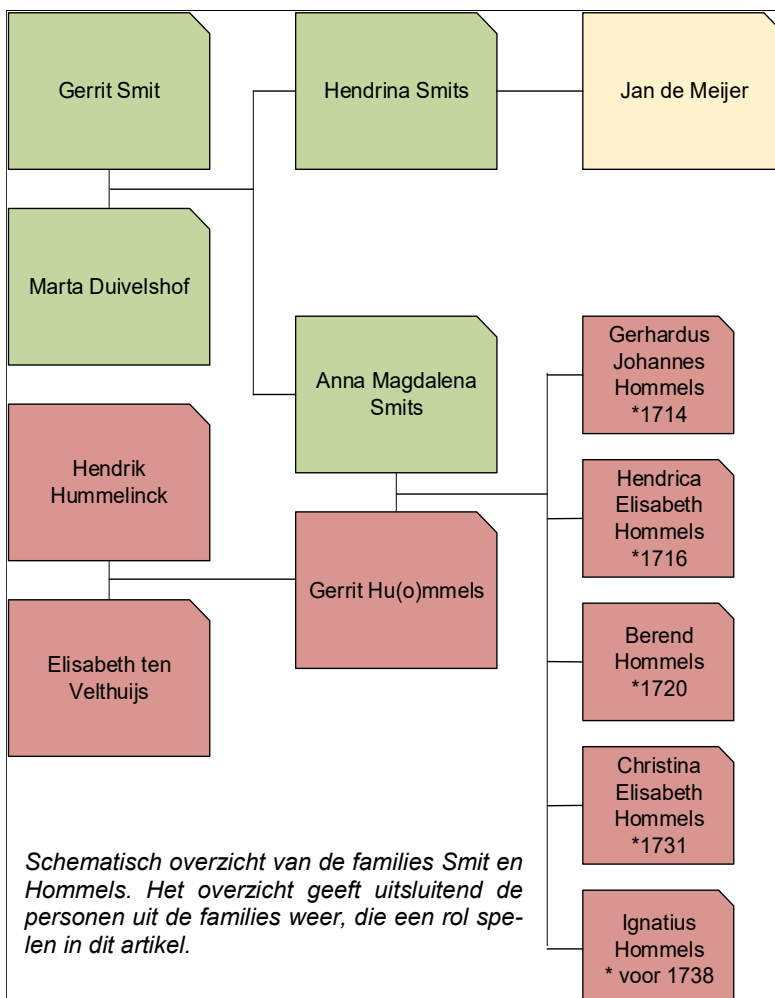 Gerrit Smit
Hendrina Smits
Jan de Meijer
Marta Duivelshof
Anna Magdalena
Smits
Gerhardus
Johannes
Hommels
*1714
Hendrik
Hummelinck
Hendrica
Elisabeth
Hommels
*1716
Gerrit Hu(o)mmels
Elisabeth ten
Velthuijs
Berend
Hommels
*1720
Christina
Elisabeth
Hommels
*1731
Ignatius
Hommels
* voor 1738
Schematisch overzicht van de families Smit en
Hommels. Het overzicht geeft uitsluitend de
personen uit de families weer, die een rol spe-
len in dit artikel.